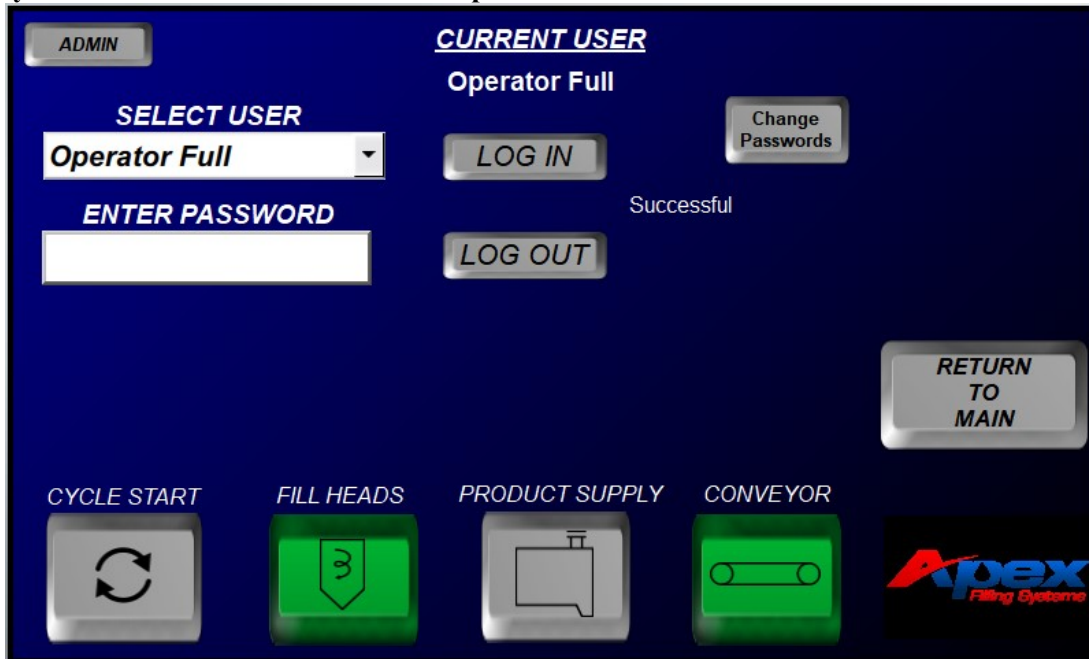 ADMIN
CURRENT USER
Operator Full
SELECT USER
Change
Passwords
Operator Full
LOG IN
Successful
ENTER PASSWORD
LOG OUT
RETURN
TO
MAIN
CYCLE START
FILL HEADS
PRODUCT SUPPLY
CONVEYOR
Apex
Filling Systems